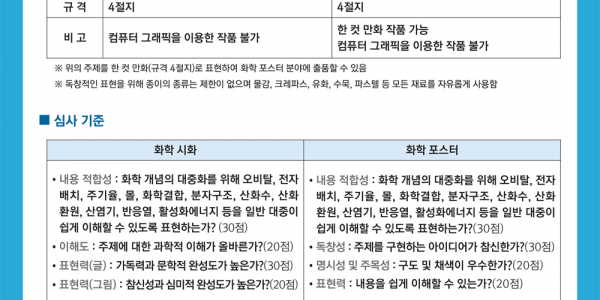 규 격 4절지 4절지
한 컷 만화 작품 가능
비 고 컴퓨터 그래픽을 이용한 작품 불가 컴퓨터 그래픽을 이용한 작품 불가
※ 위의 주제를 한 컷 만화(규격 4절지)로 표현하여 화학 포스터 분야에 출품할 수 있음
※ 독창적인 표현을 위해 종이의 종류는 제한이 없으며 물감, 크레파스, 유화, 수묵, 파스텔 등 모든 재료를 자유롭게 사용함
■ 심사 기준
화학 시화
• 내용 적합성 : 화학 개념의 대중화를 위해 오비탈, 전자
배치, 주기율, 몰, 화학결합, 분자구조, 산화수, 산화
환원, 산염기, 반응열, 활성화에너지 등을 일반 대중이
쉽게 이해할 수 있도록 표현하는가? (30점)
• 이해도 : 주제에 대한 과학적 이해가 올바른가?(20점)
• 표현력(글) : 가독력과 문학적 완성도가 높은가?(30점)
• 표현력(그림) : 참신성과 심미적 완성도가 높은가?(20점)
화학 포스터
• 내용 적합성 : 화학 개념의 대중화를 위해 오비탈, 전자
배치, 주기율, 몰, 화학결합, 분자구조, 산화수, 산화
환원, 산염기, 반응열, 활성화에너지 등을 일반 대중이
쉽게 이해할 수 있도록 표현하는가?(30점)
• 독창성 : 주제를 구현하는 아이디어가 참신한가?(30점)
• 명시성 및 주목성 : 구도 및 채색이 우수한가?(20점)
• 표현력 : 내용을 쉽게 이해할 수 있는가?(20점)